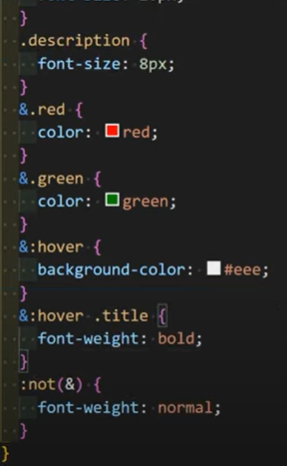 }
.description {
font-size: 8px;
}
&.red {
color: red;
}
&.green {
color: green;
}
&:hover {
background-color: #eee;
}
&:hover .title {
font-weight: bold;
}
:not(&) {
font-weight: normal;
}
}